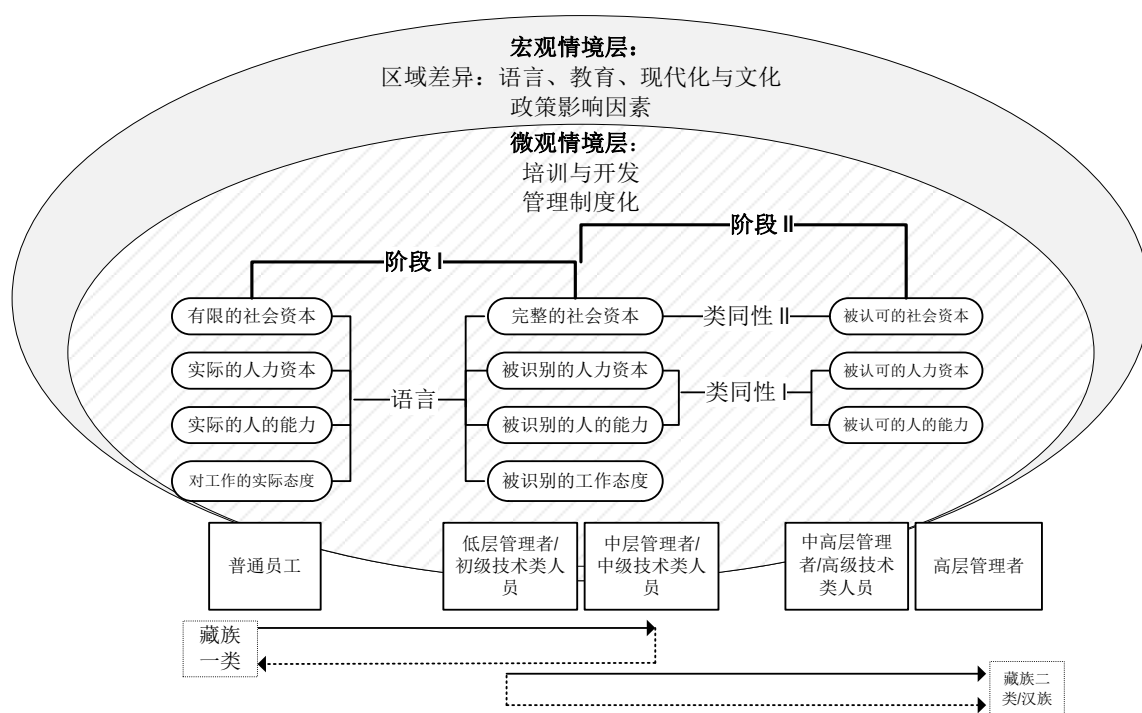 宏观情境层：
区域差异：语言、教育、现代化与文化
政策影响因素
微观情境层：
培训与开发
管理制度化
阶段 II
阶段 I
有限的社会资本
完整的社会资本
类同性 II
被认可的社会资本
实际的人力资本
被识别的人力资本
被认可的人力资本
语言
类同性 I
实际的人的能力
被识别的人的能力
被认可的人的能力
对工作的实际态度
被识别的工作态度
普通员工
低层管理者/
初级技术类人
员
中层管理者/
中级技术类人
员
中高层管理
者/高级技术
类人员
高层管理者
藏族
一类
藏族二
类/汉族